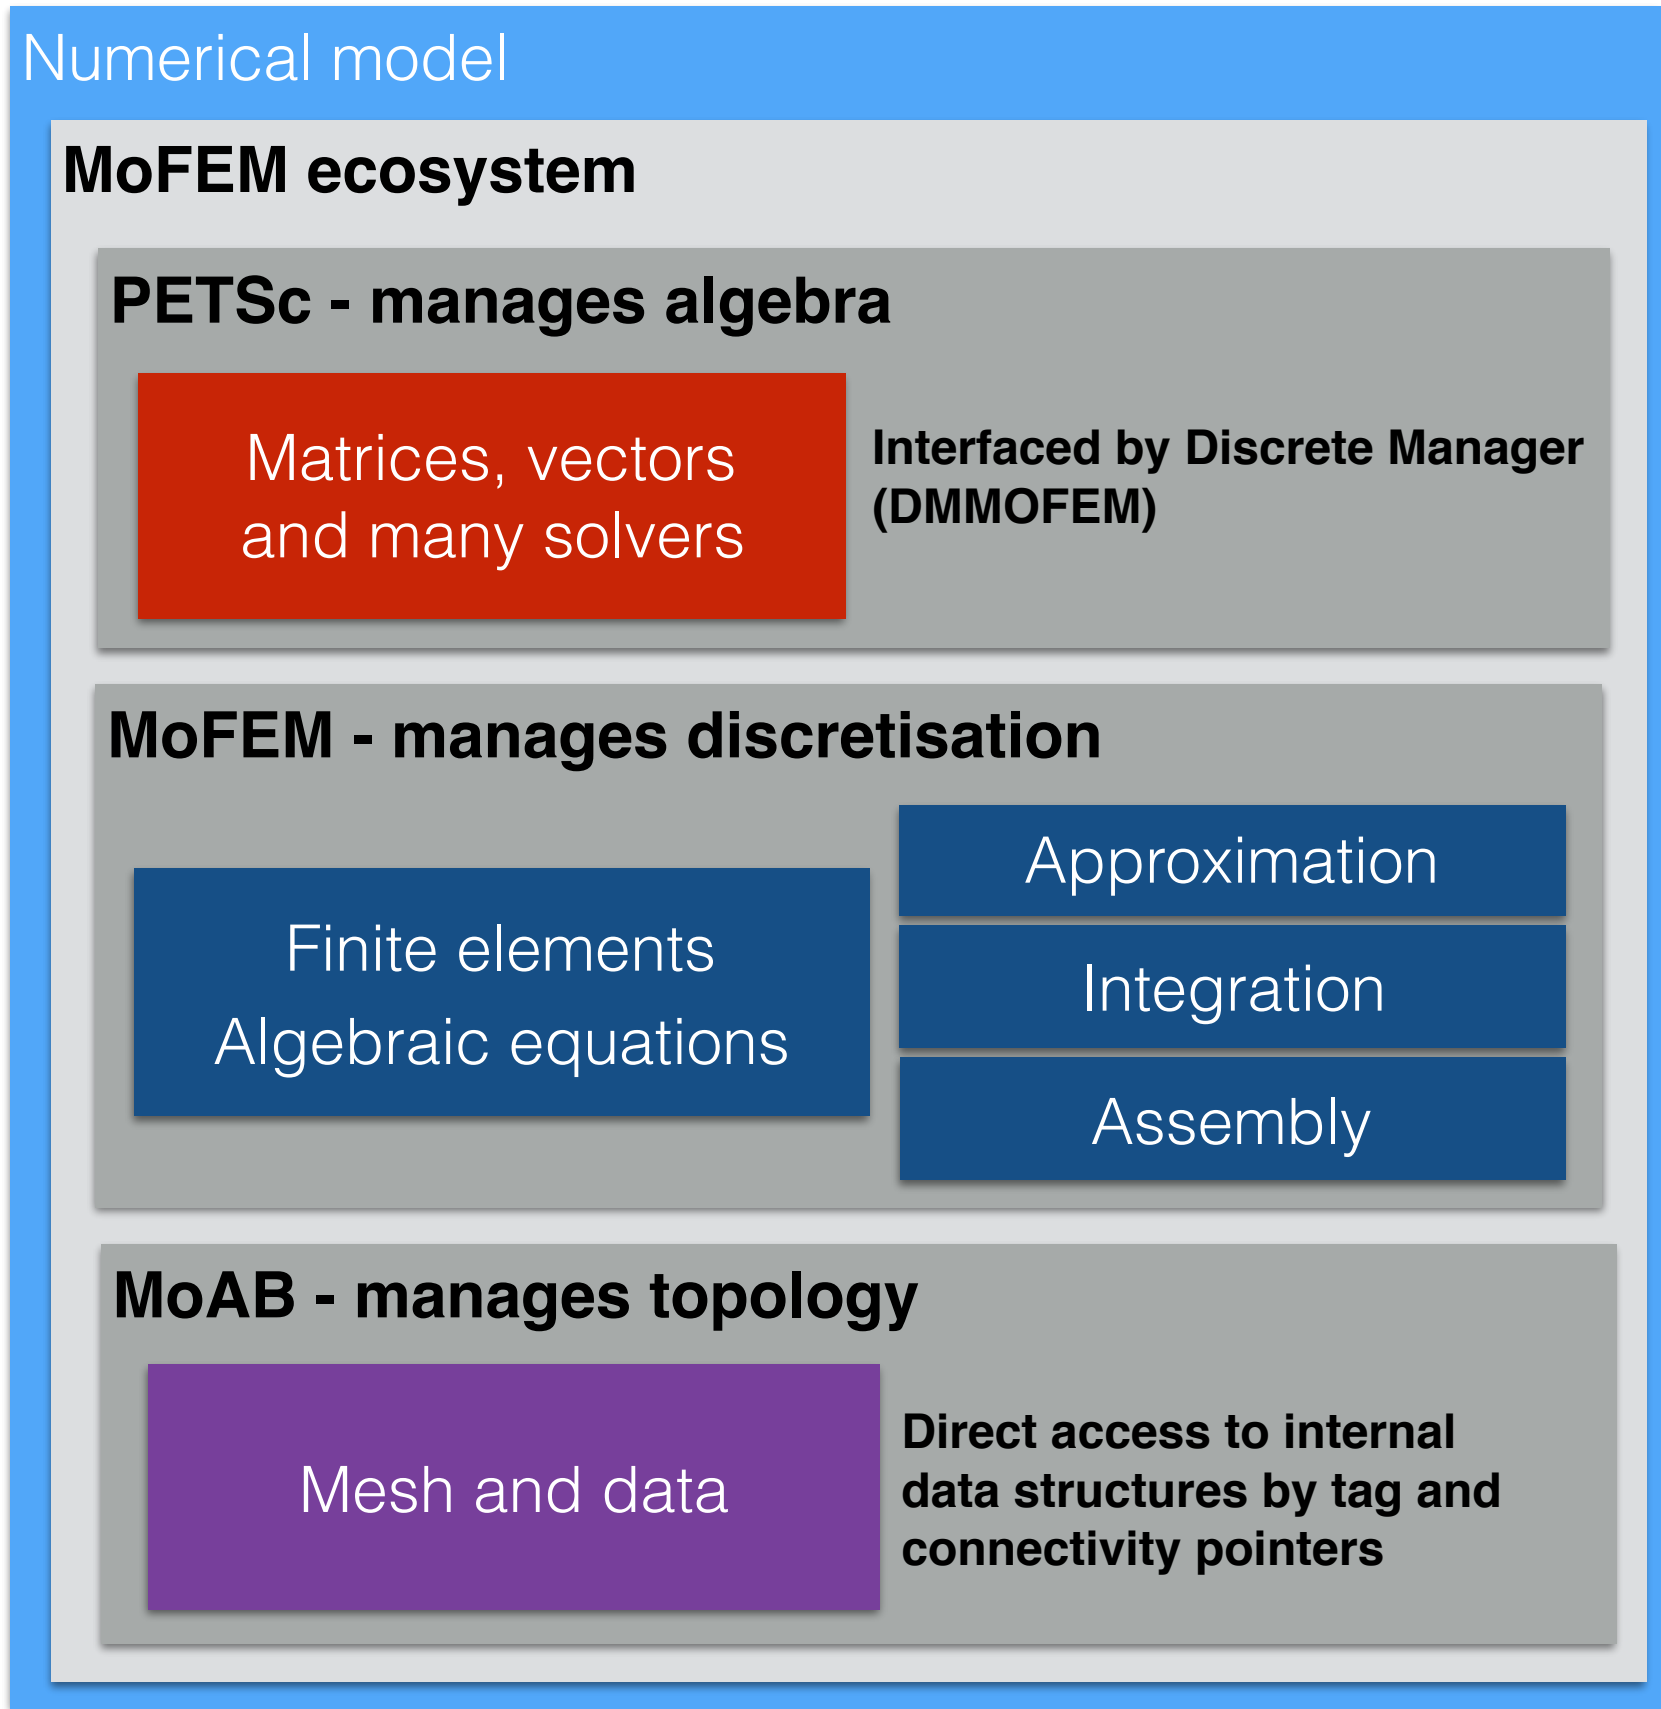 Numerical model
MoFEM ecosystem
PETSc - manages algebra
Matrices, vectors
and many solvers
Interfaced by Discrete Manager
(DMMOFEM)
MoFEM - manages discretisation
Finite elements
Algebraic equations
Approximation
Integration
Assembly
MoAB - manages topology
Mesh and data
Direct access to internal
data structures by tag and
connectivity pointers